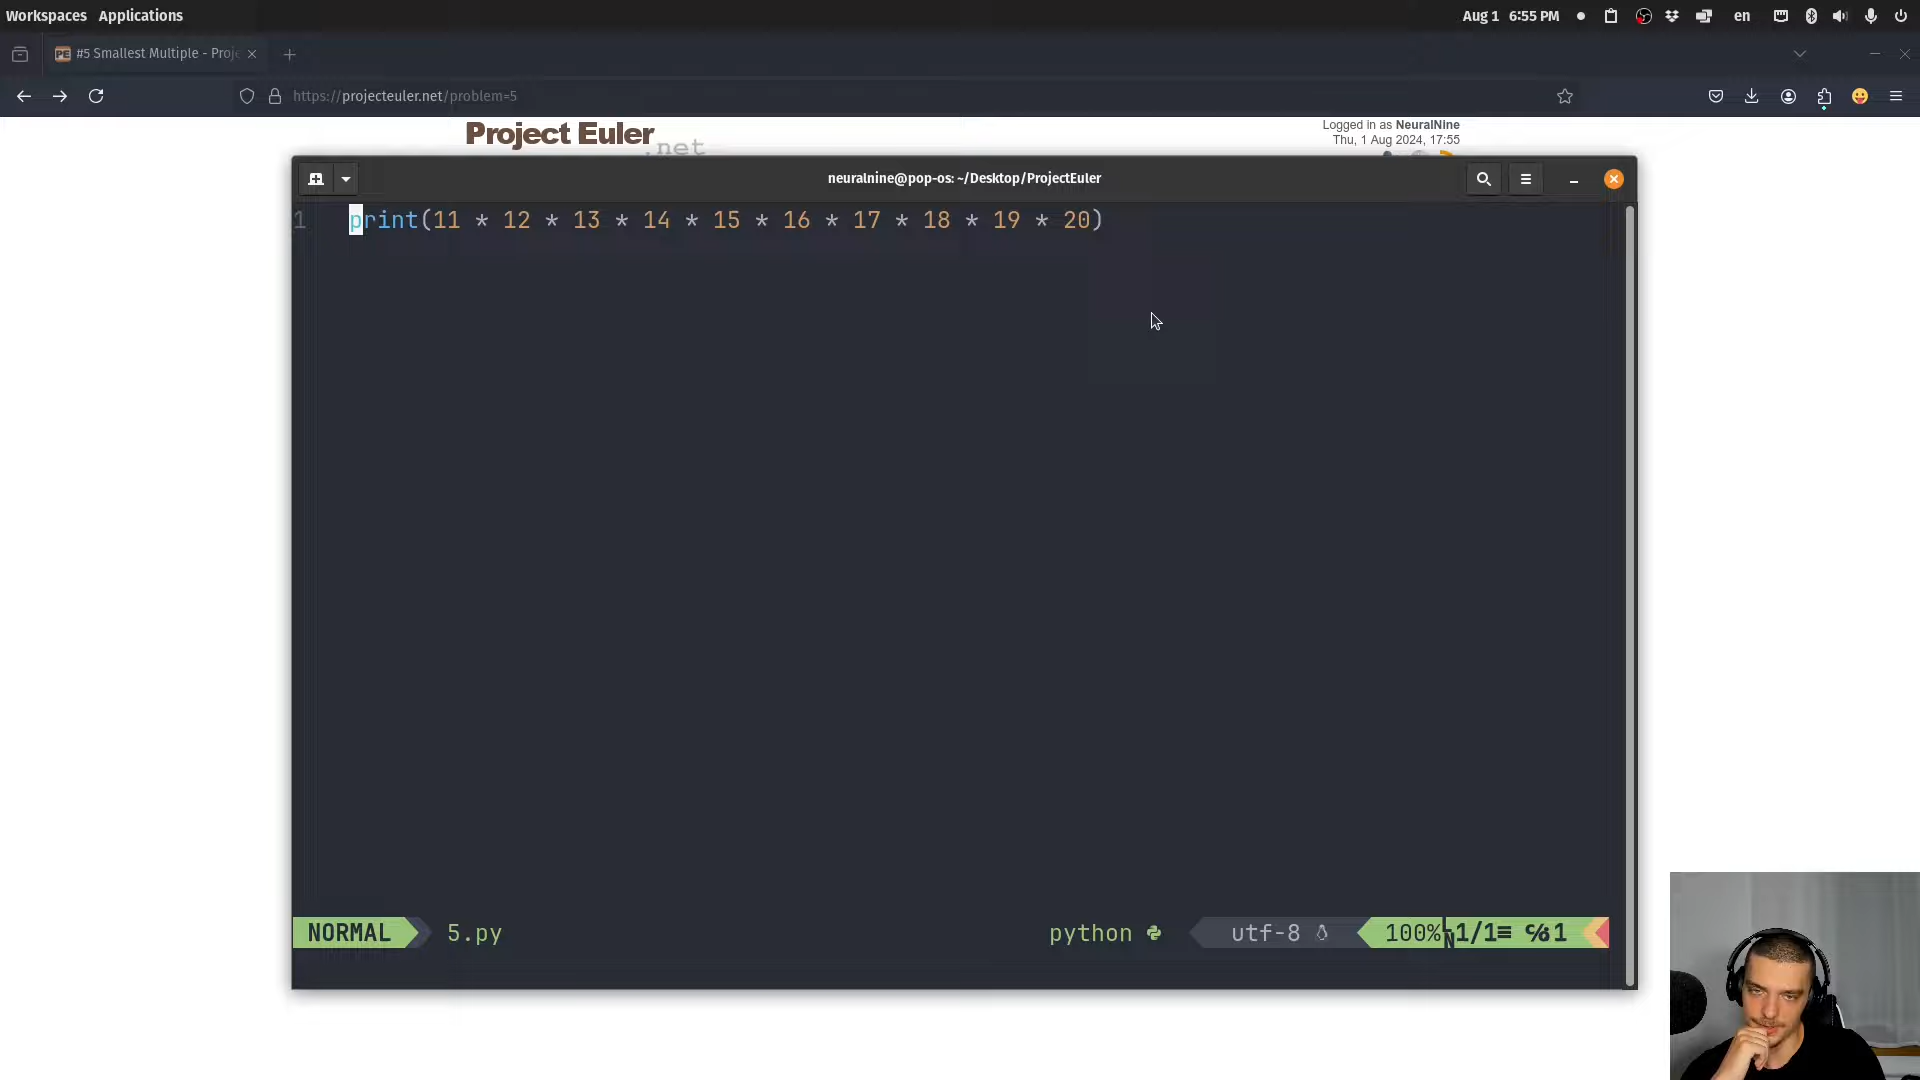 Workspaces Applications Aug 1 6:55 PM en
#5 Smallest Multiple - Proj
https://projecteuler.net/problem=5
Project Euler .net
Logged in as NeuralNine
Thu, 1 Aug 2024, 17:55
neuralnine@pop-os: ~/Desktop/ProjectEuler
1 print(11 * 12 * 13 * 14 * 15 * 16 * 17 * 18 * 19 * 20)
NORMAL 5.py python utf-8 100% LN 1/1≡ ℅1